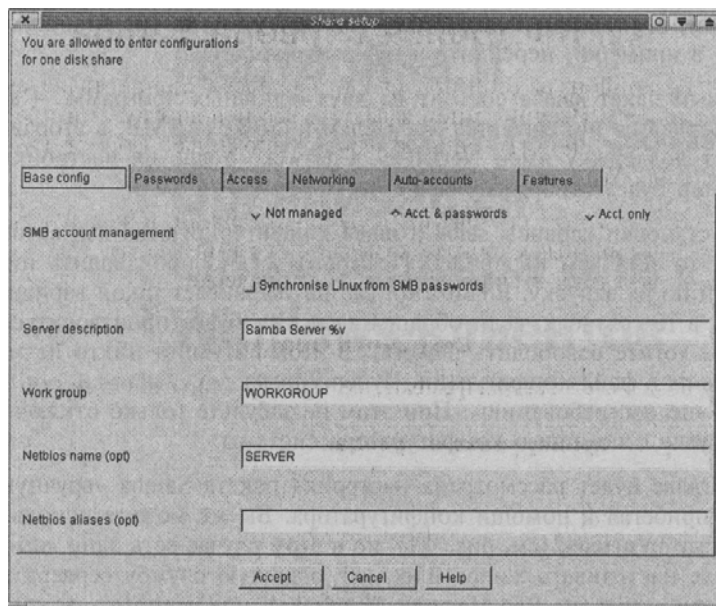 Share setup
You are allowed to enter configurations
for one disk share
Base config Passwords Access Networking Auto-accounts Features
Not managed Acct. & passwords Acct. only
SMB account management
Synchronise Linux from SMB passwords
Server description Samba Server %v
Work group WORKGROUP
Netbios name (opt) SERVER
Netbios aliases (opt)
Accept Cancel Help